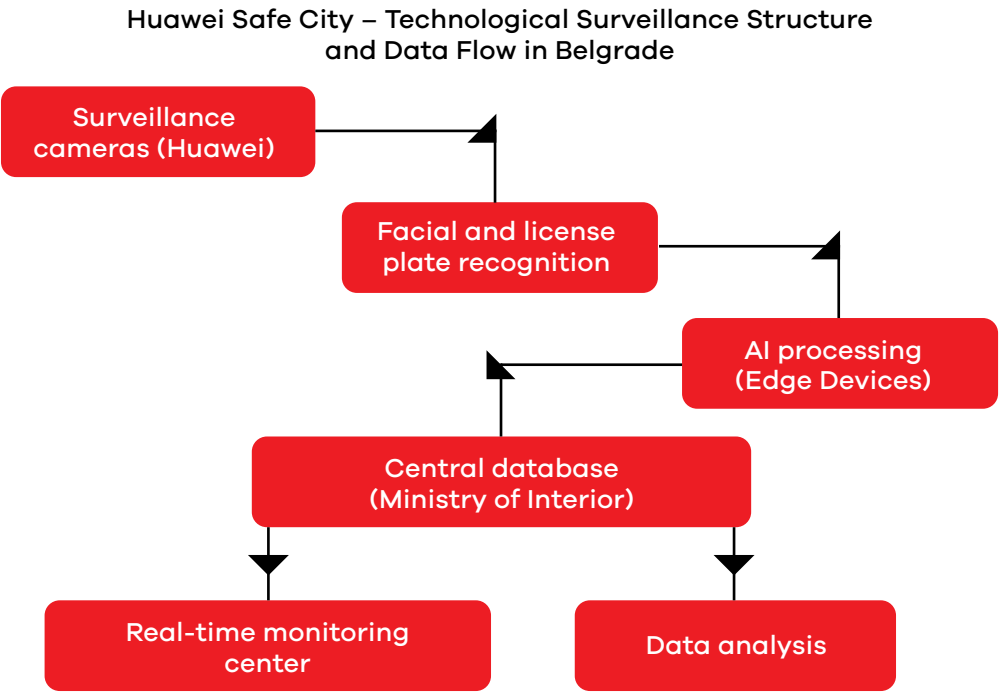 Huawei Safe City – Technological Surveillance Structure
and Data Flow in Belgrade
Surveillance
cameras (Huawei)
Facial and license
plate recognition
AI processing
(Edge Devices)
Central database
(Ministry of Interior)
Real-time monitoring
center
Data analysis